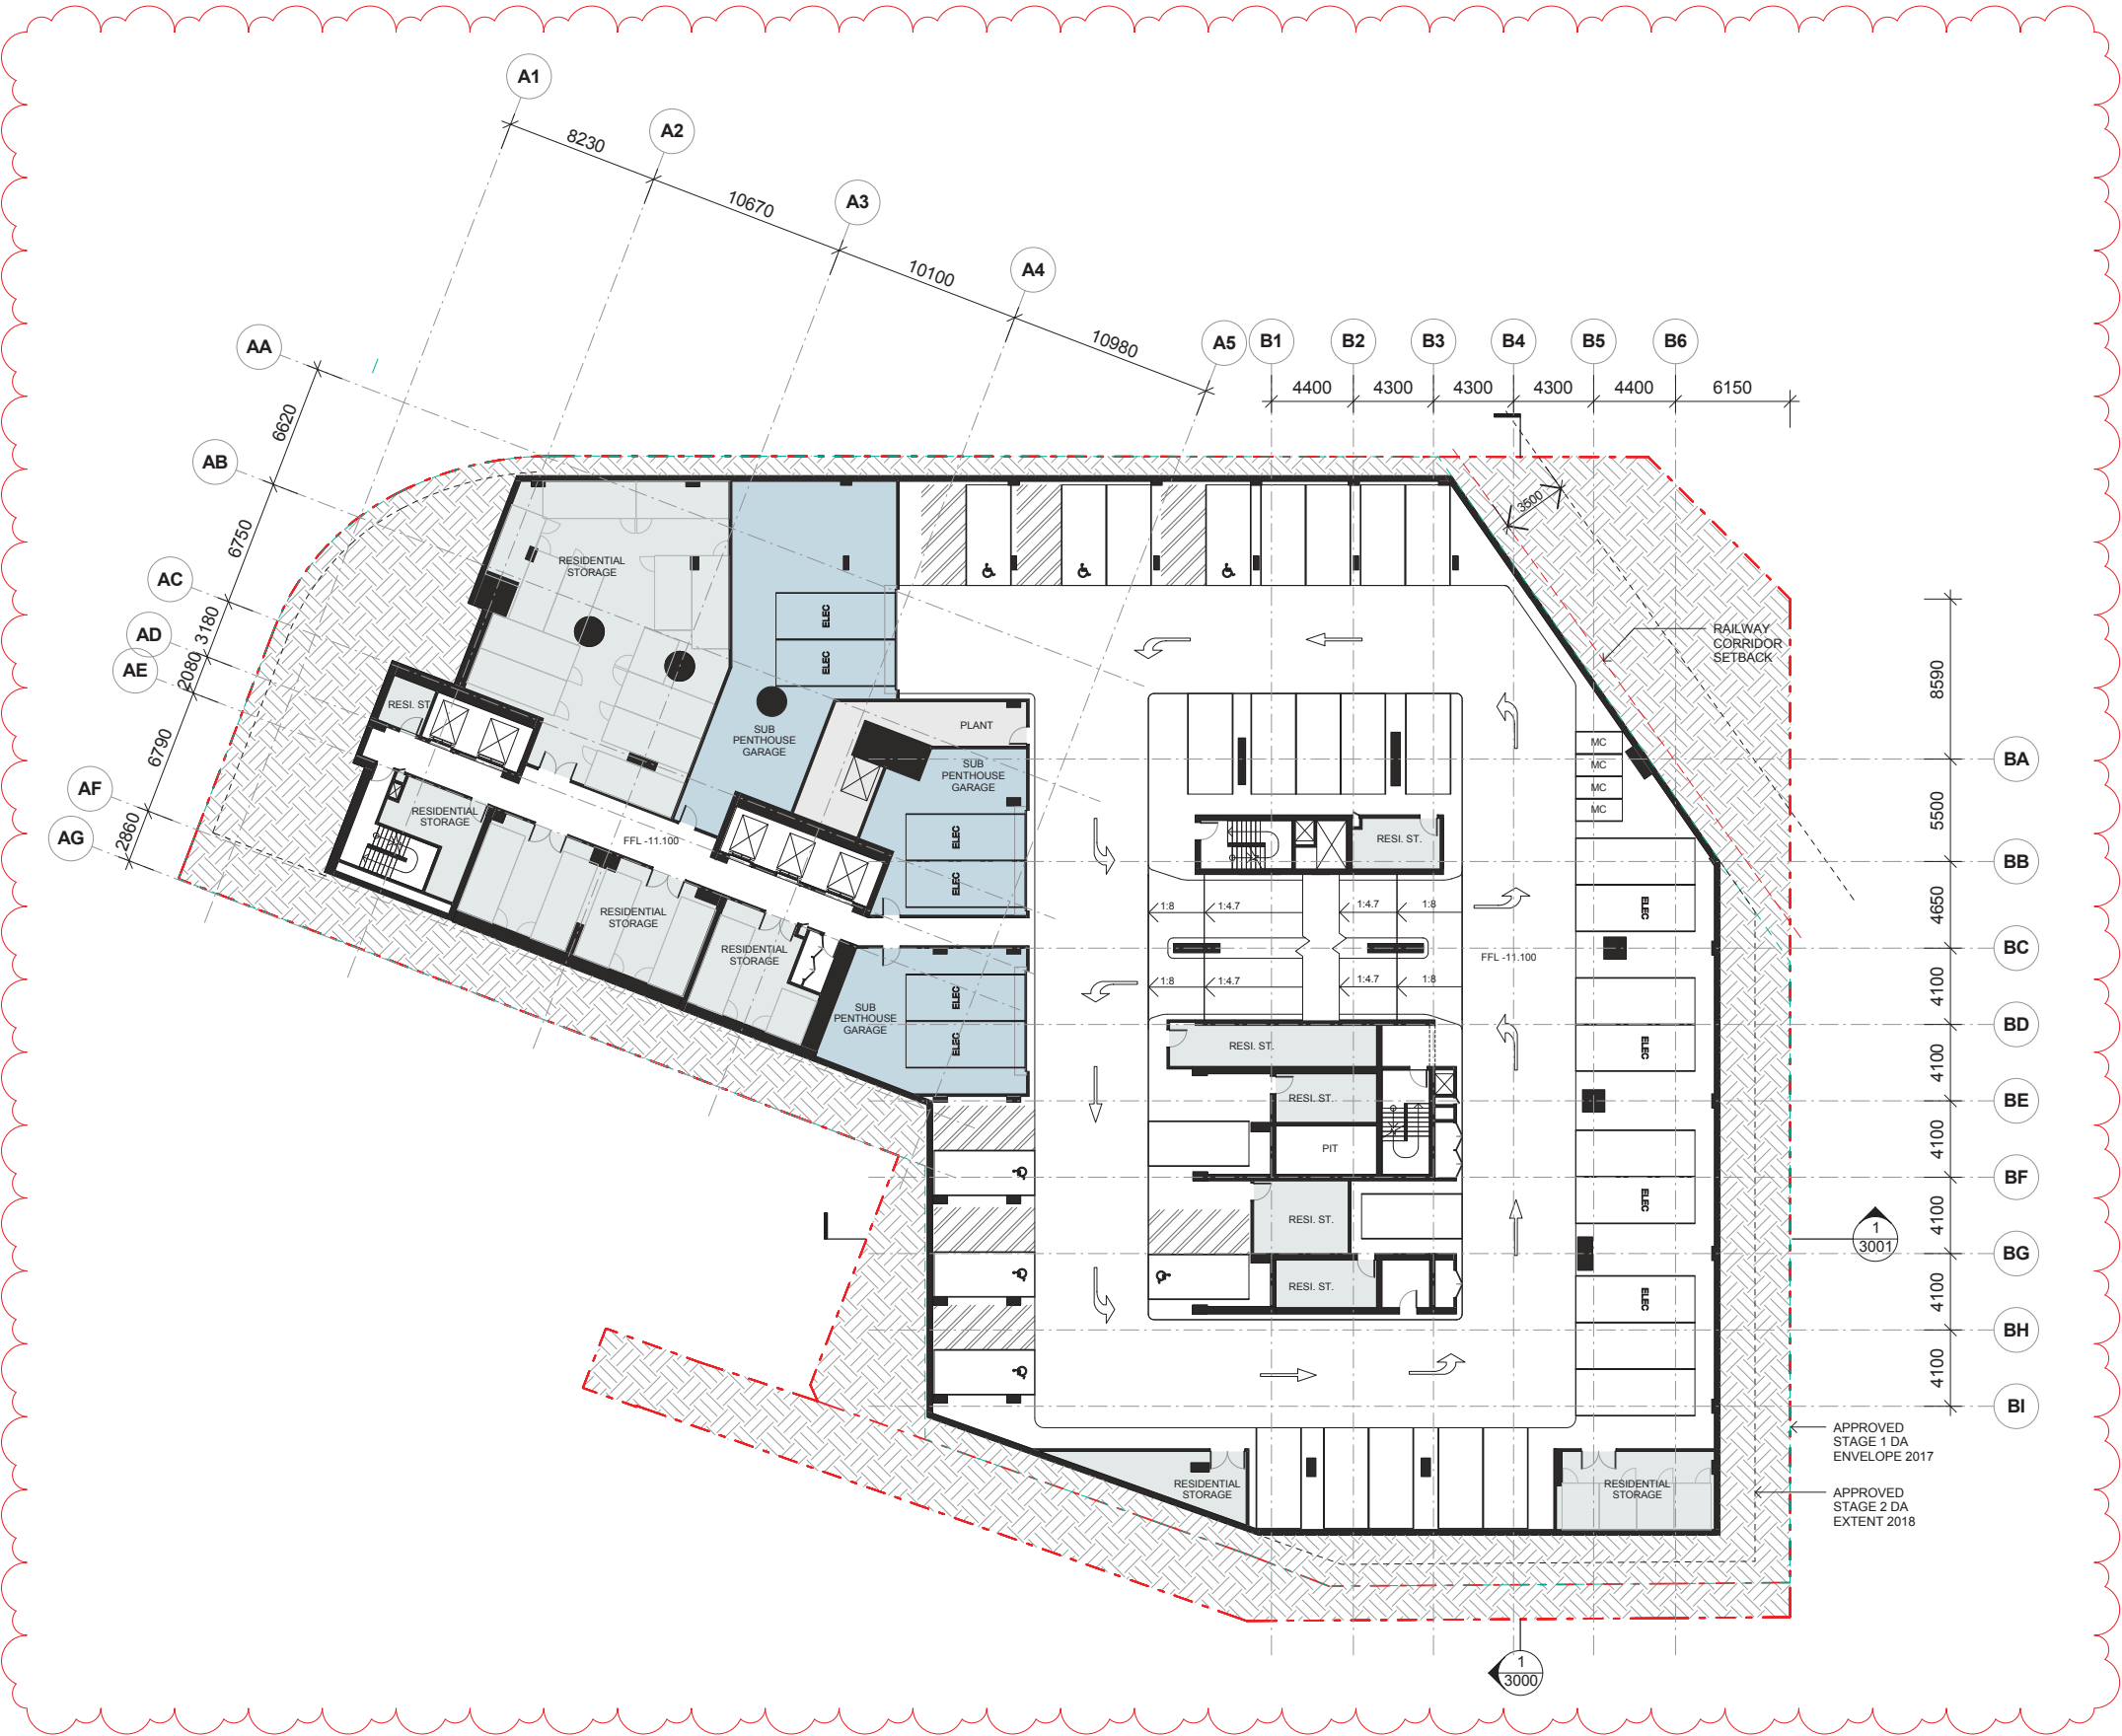 A1
A2
A3
A4
A5
B1
B2
B3
B4
B5
B6
8230
10670
10100
10980
4400
4300
4300
4300
4400
6150
AA
AB
AC
AD
AE
AF
AG
6620
6750
3180
2080
6790
2860
3500
RAILWAY
CORRIDOR
SETBACK
RESIDENTIAL
STORAGE
ELEC
ELEC
SUB
PENTHOUSE
GARAGE
RESI. ST.
PLANT
SUB
PENTHOUSE
GARAGE
ELEC
ELEC
RESIDENTIAL
STORAGE
FFL -11.100
RESIDENTIAL
STORAGE
RESIDENTIAL
STORAGE
SUB
PENTHOUSE
GARAGE
ELEC
ELEC
MC
MC
MC
MC
RESI. ST.
1:8
1:4.7
1:4.7
1:8
1:8
1:4.7
1:4.7
1:8
FFL -11.100
ELEC
ELEC
ELEC
ELEC
RESI. ST.
RESI. ST.
PIT
RESI. ST.
RESI. ST.
RESIDENTIAL
STORAGE
RESIDENTIAL
STORAGE
8590
5500
4650
4100
4100
4100
4100
4100
4100
BA
BB
BC
BD
BE
BF
BG
BH
BI
1
3001
APPROVED
STAGE 1 DA
ENVELOPE 2017
APPROVED
STAGE 2 DA
EXTENT 2018
1
3000